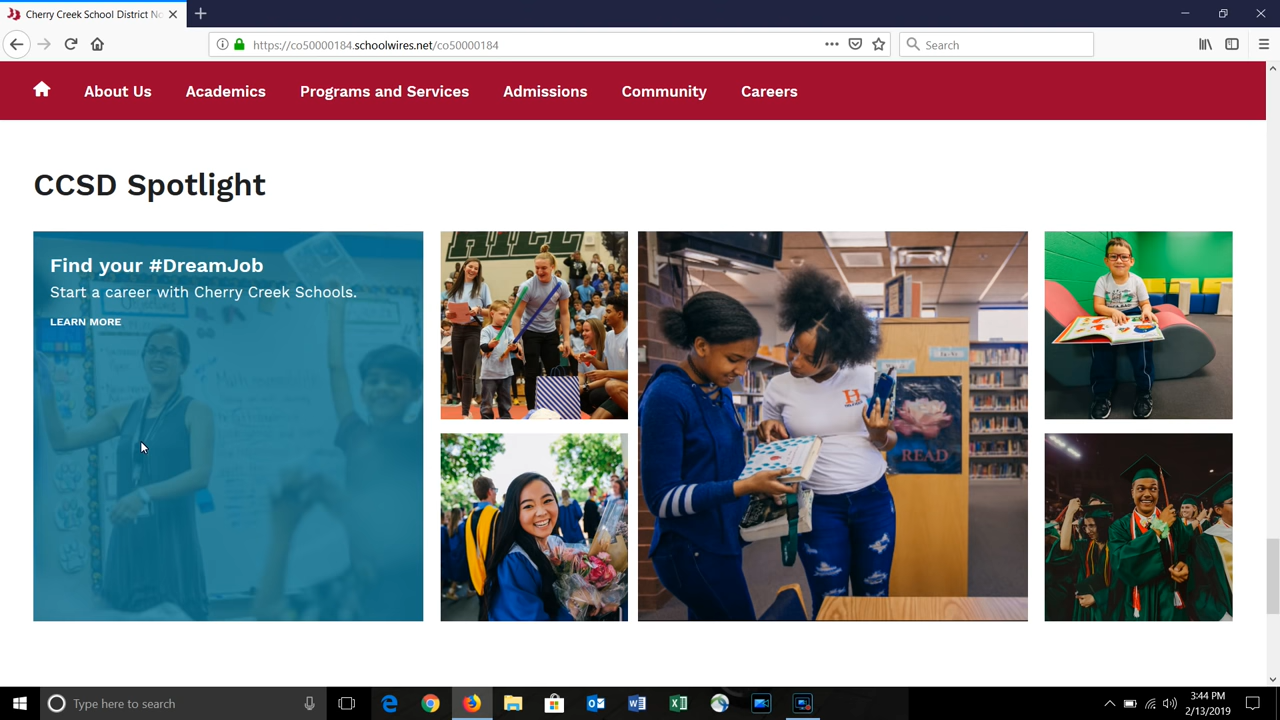 Cherry Creek School District No
https://co50000184.schoolwires.net/co50000184
Search
About Us
Academics
Programs and Services
Admissions
Community
Careers
CCSD Spotlight
Find your #DreamJob
Start a career with Cherry Creek Schools.
LEARN MORE
HILL
H
READ
Type here to search
3:44 PM
2/13/2019